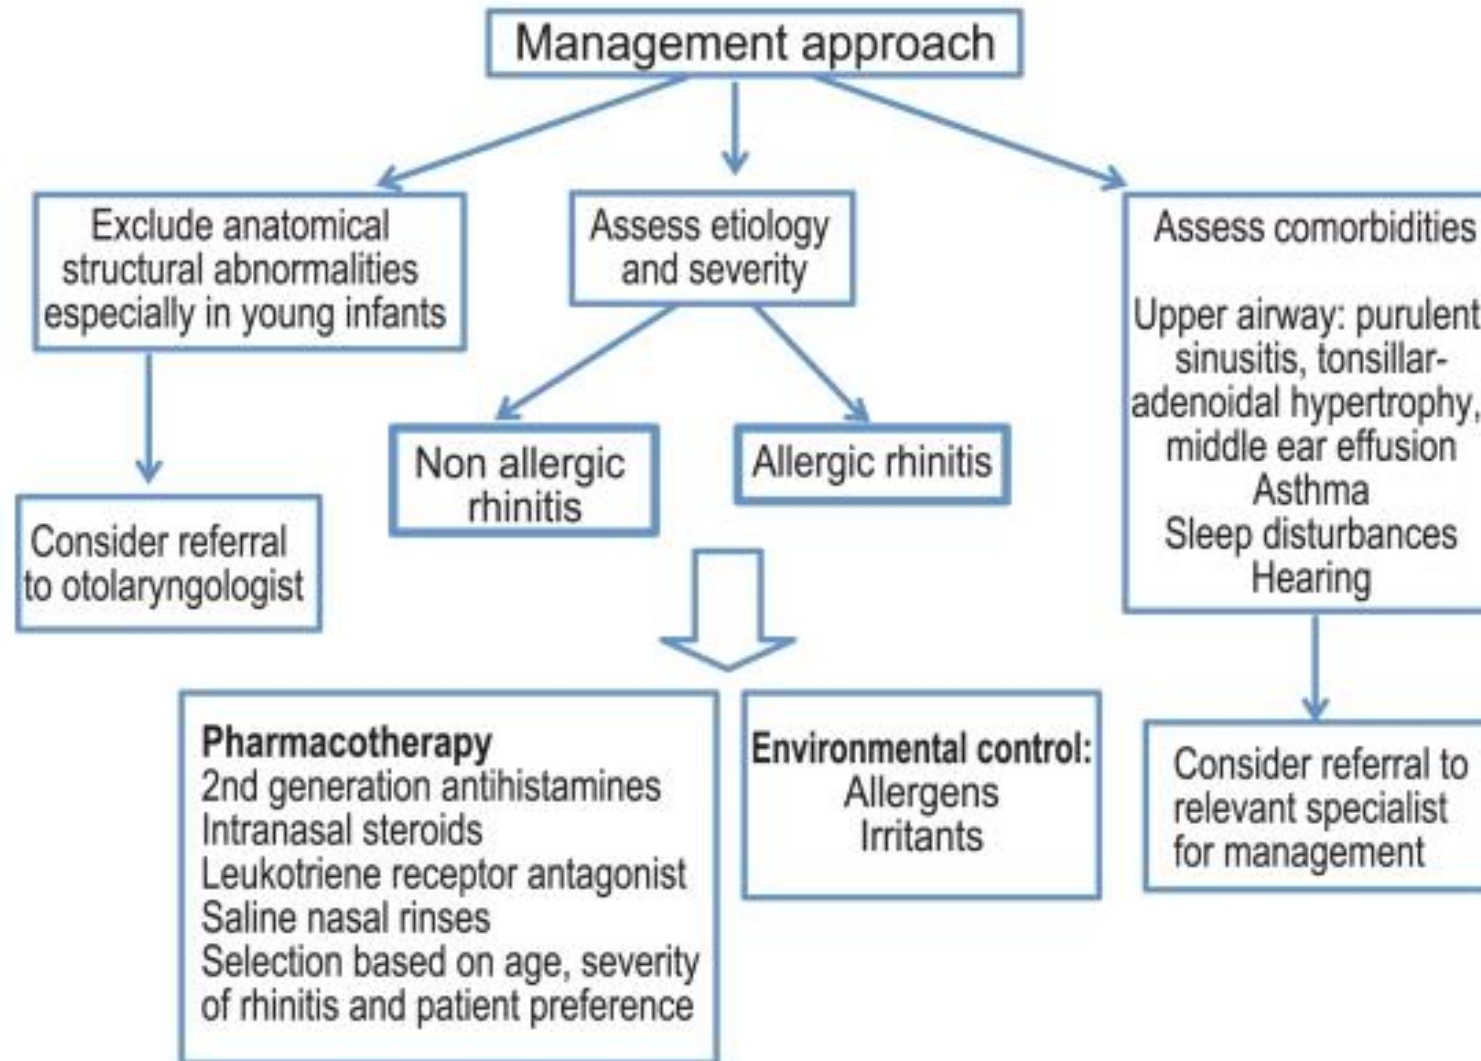 Management approach
Exclude anatomical
structural abnormalities
especially in young infants
Consider referral
to otolaryngologist
Assess etiology
and severity
Non allergic
rhinitis
Allergic rhinitis
Pharmacotherapy
2nd generation antihistamines
Intranasal steroids
Leukotriene receptor antagonist
Saline nasal rinses
Selection based on age, severity
of rhinitis and patient preference
Environmental control:
Allergens
Irritants
Assess comorbidities
Upper airway: purulent
sinusitis, tonsillar-
adenoidal hypertrophy,
middle ear effusion
Asthma
Sleep disturbances
Hearing
Consider referral to
relevant specialist
for management